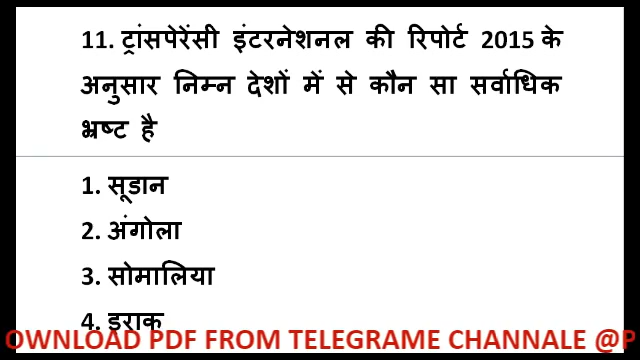 11. ट्रांसपेरेंसी इंटरनेशनल की रिपोर्ट 2015 के
अनुसार निम्न देशों में से कौन सा सर्वाधिक
भ्रष्ट है
1. सूडान
2. अंगोला
3. सोमालिया
4. इराक
OWNLOAD PDF FROM TELEGRAME CHANNALE @P